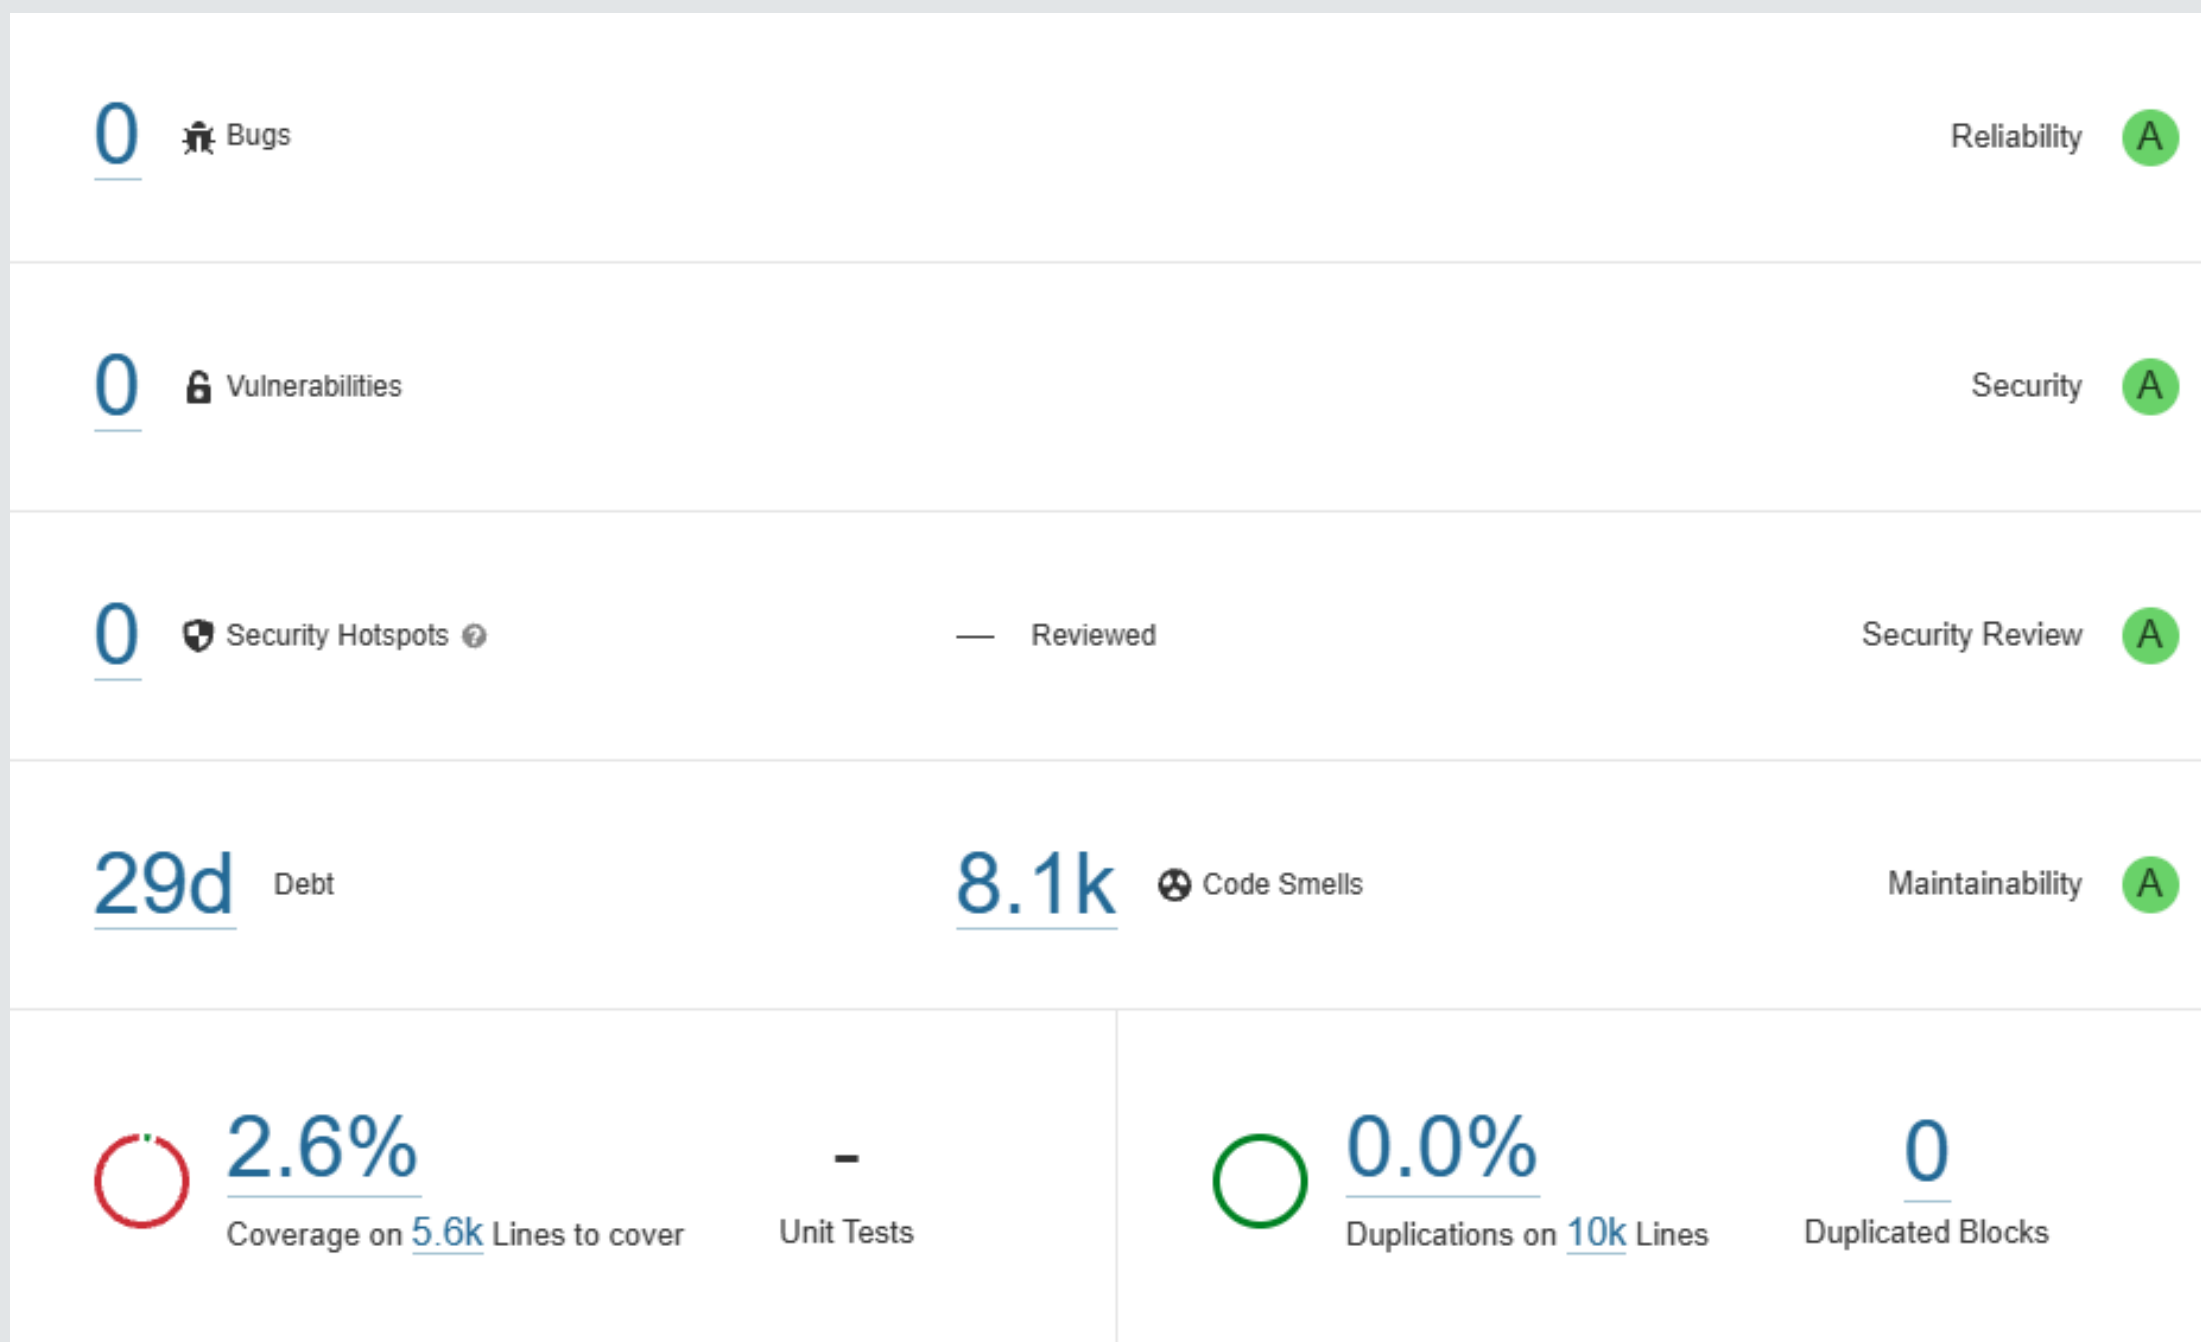 0 Bugs Reliability A
0 Vulnerabilities Security A
0 Security Hotspots ? — Reviewed Security Review A
29d Debt 8.1k Code Smells Maintainability A
2.6% - 0.0% 0
Coverage on 5.6k Lines to cover Unit Tests Duplications on 10k Lines Duplicated Blocks